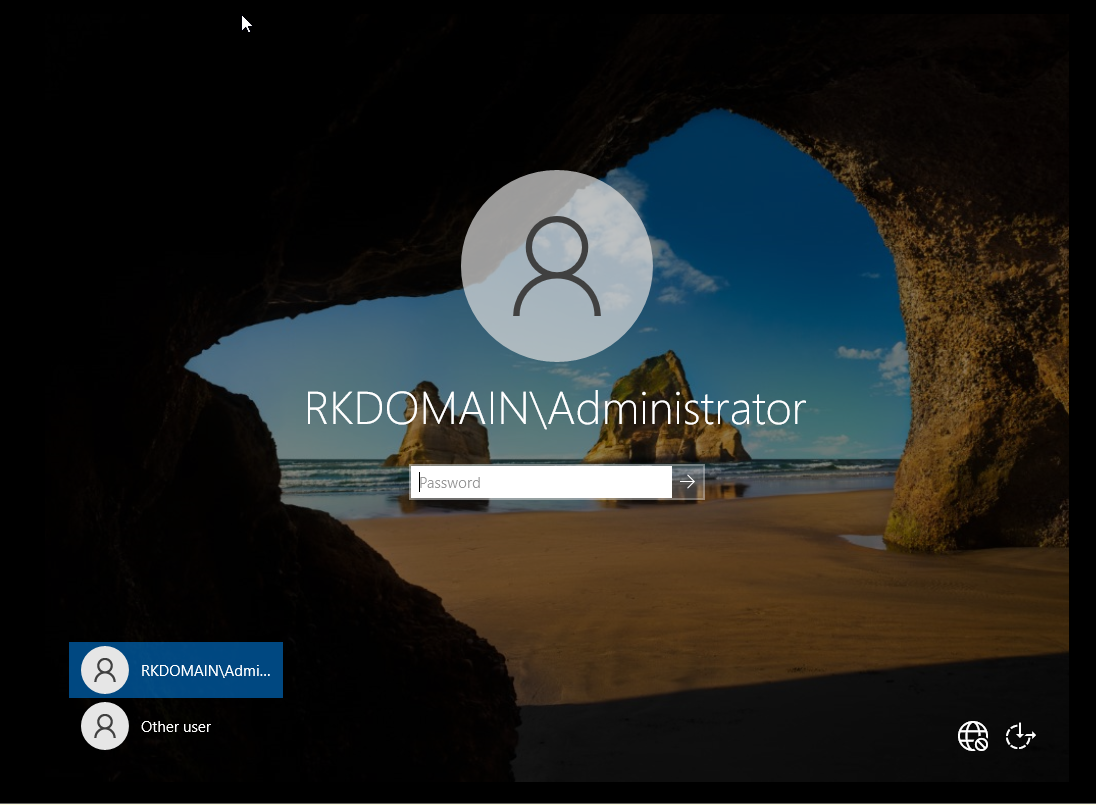 RKDOMAIN\Administrator
Password
RKDOMAIN\Admi...
Other user